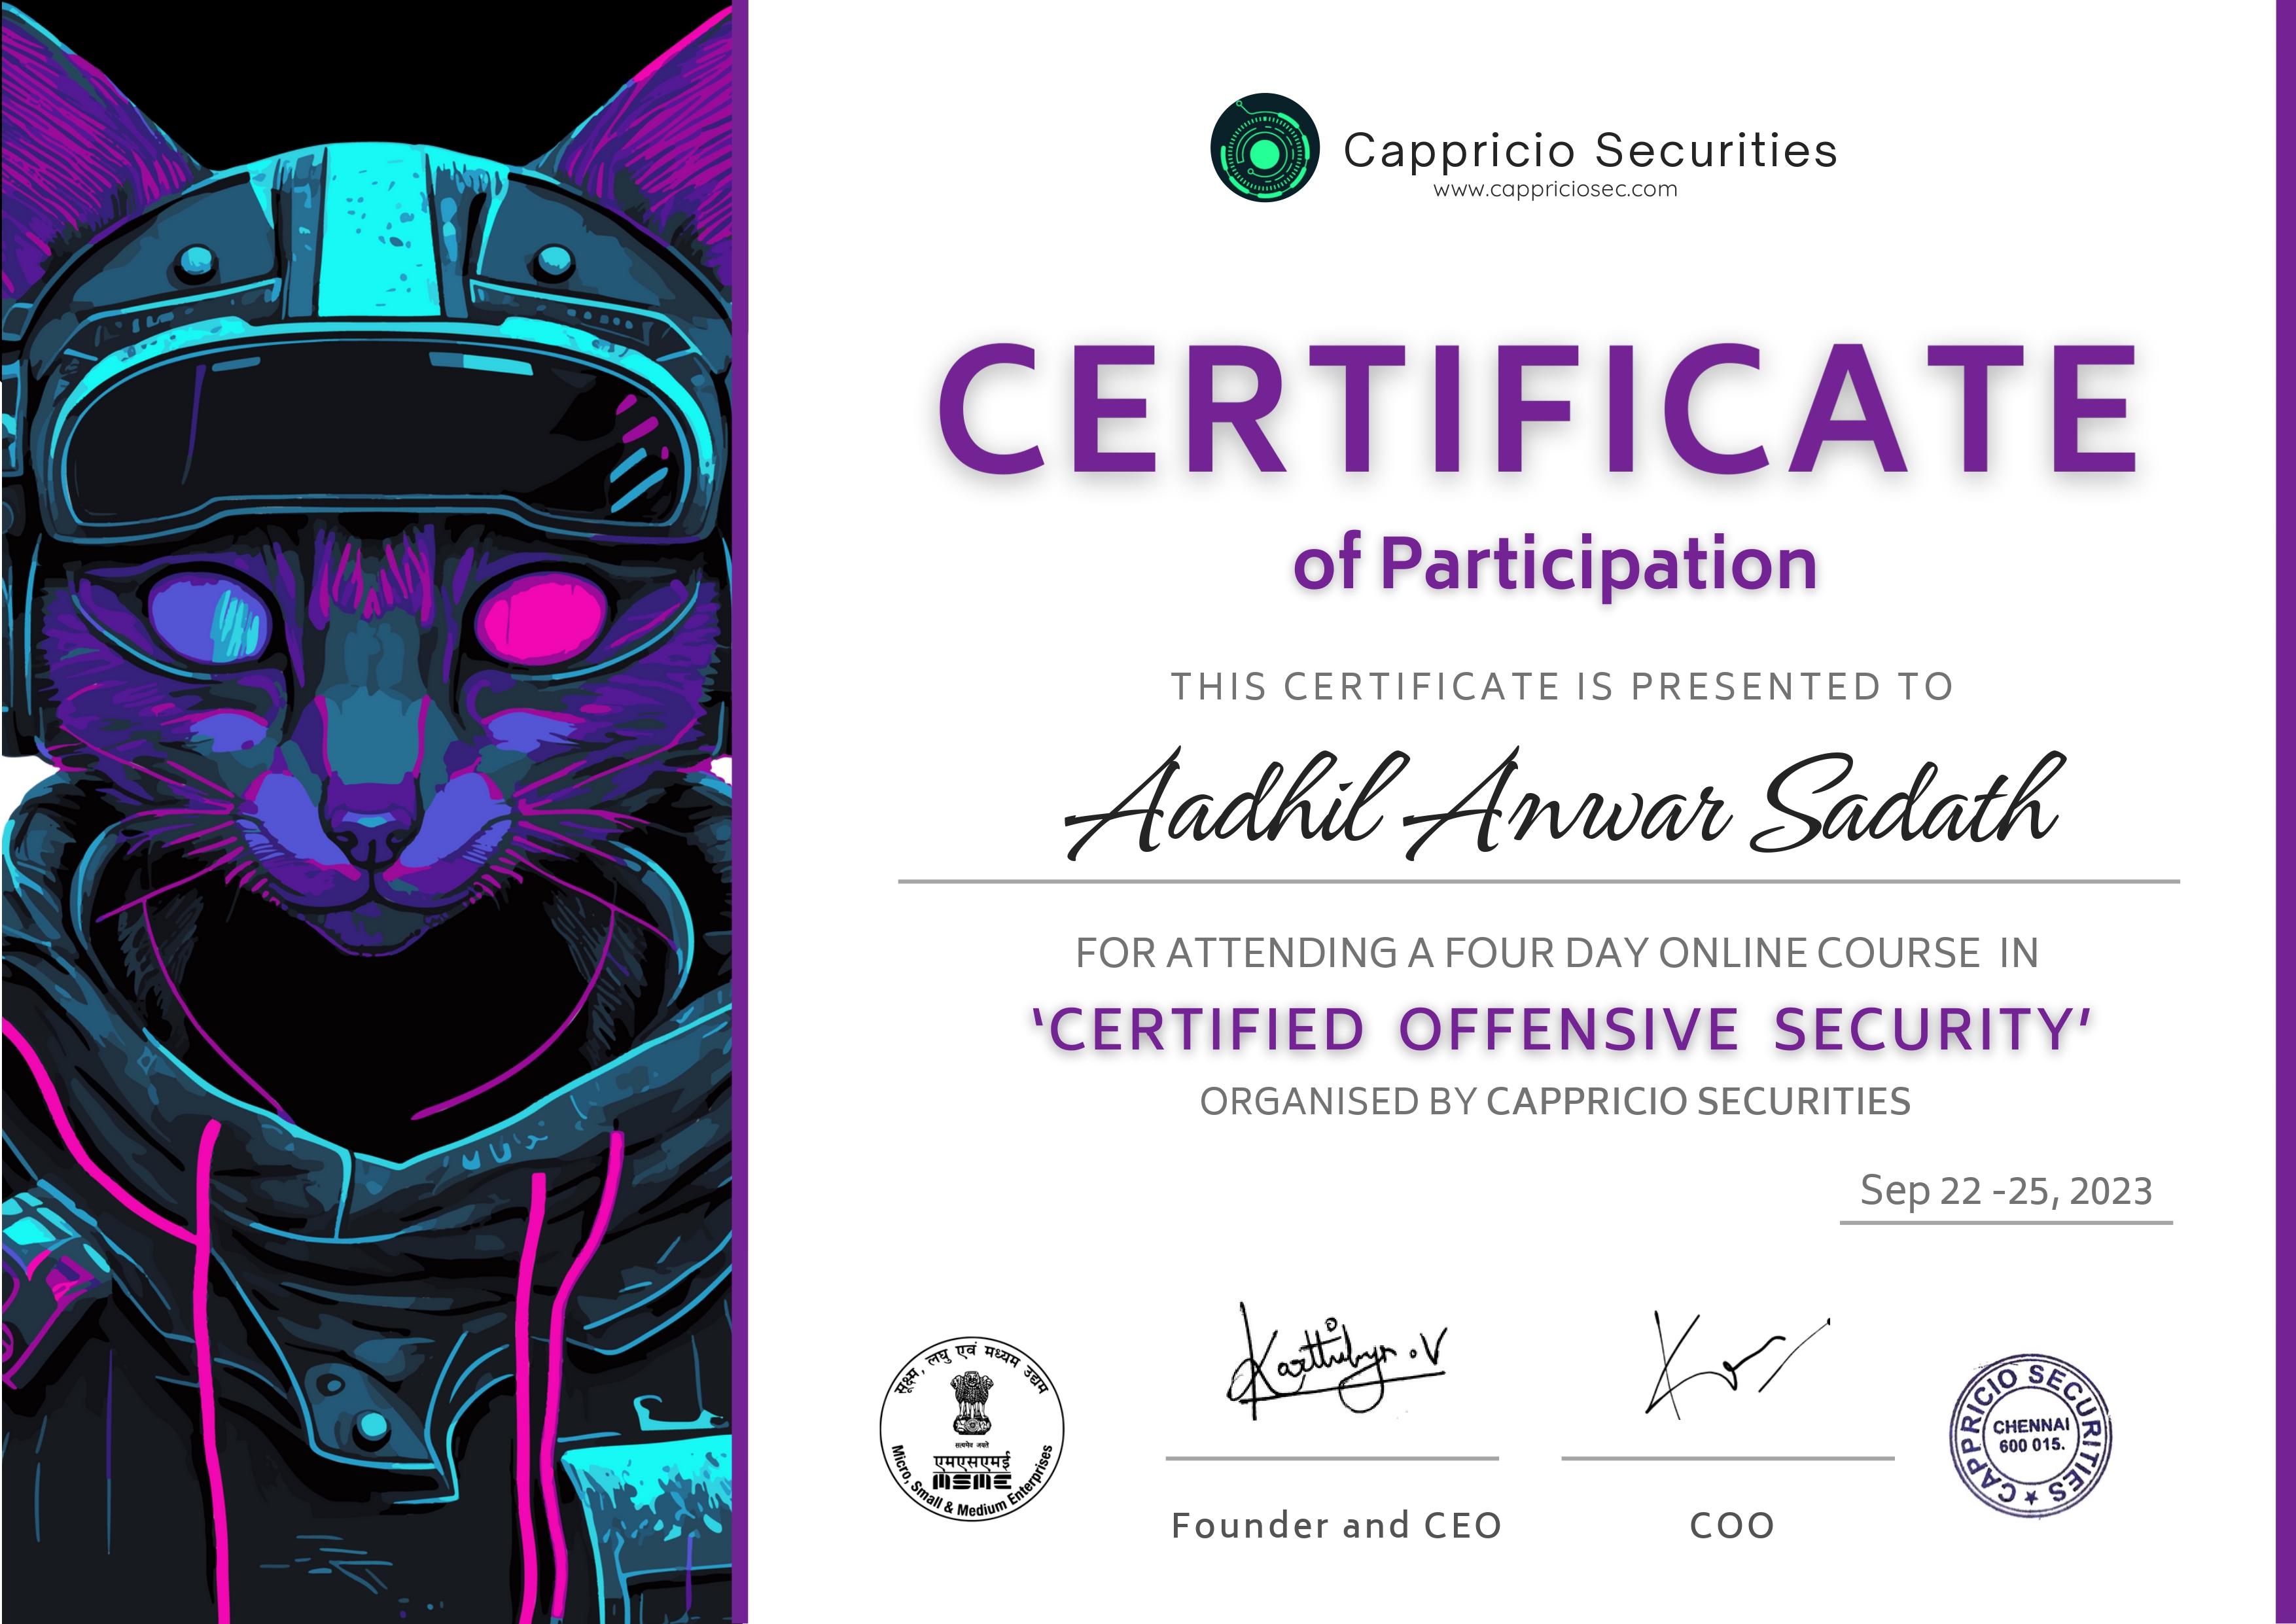 Cappricio Securities
www.cappriciosec.com
CERTIFICATE
of Participation
THIS CERTIFICATE IS PRESENTED TO
Aadhil Anwar Sadath
FOR ATTENDING A FOUR DAY ONLINE COURSE IN
‘CERTIFIED OFFENSIVE SECURITY’
ORGANISED BY CAPPRICIO SECURITIES
Sep 22 -25, 2023
सूक्ष्म, लघु एवं मध्यम उद्यम
सत्यमेव जयते
एमएसएमई
MSME
Micro, Small & Medium Enterprises
Founder and CEO
COO
CAPPRICIO SECURITIES ★
CHENNAI
600 015.